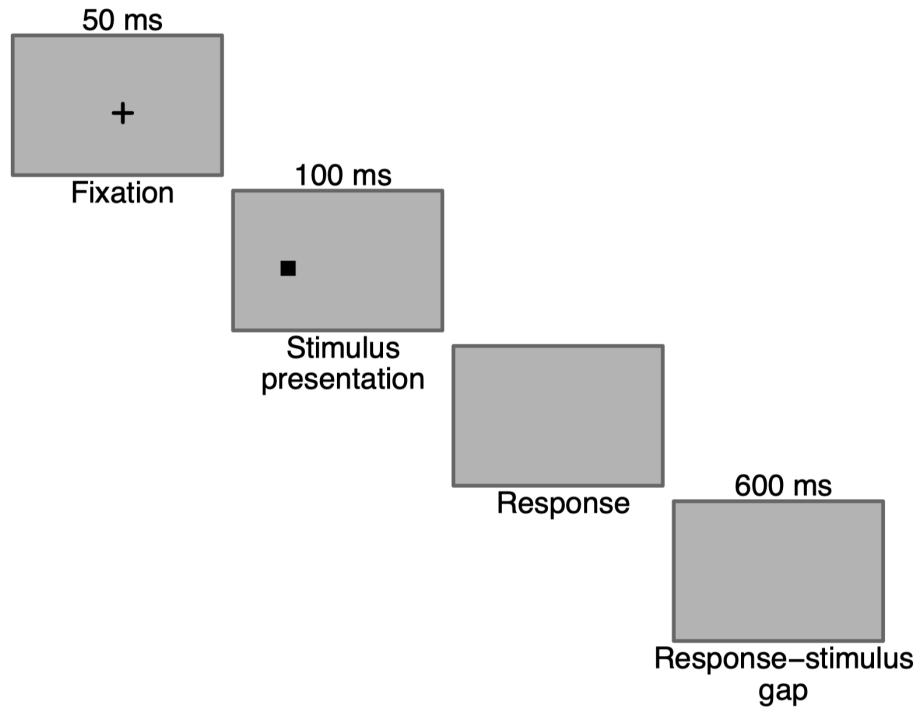 50 ms
Fixation
100 ms
Stimulus
presentation
Response
600 ms
Response−stimulus
gap